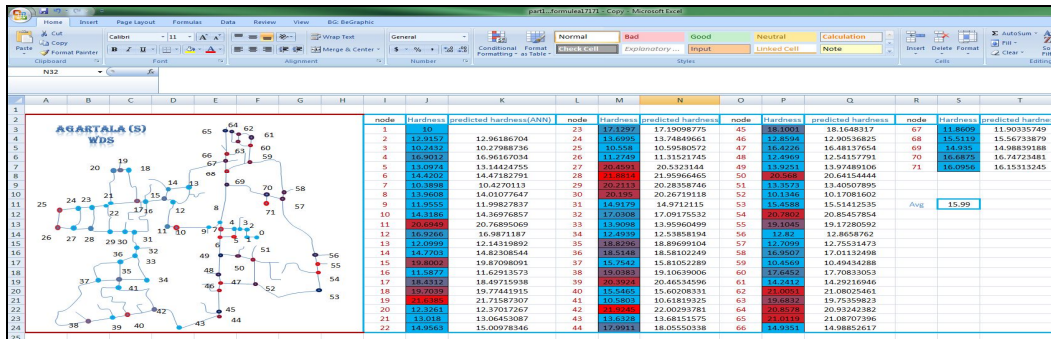 part1...formulea17171 - Copy - Microsoft Excel
Home Insert Page Layout Formulas Data Review View BG: BeGraphic
Cut Calibri 11 Wrap Text General Normal Bad Good Neutral Calculation AutoSum
Copy Fill
Paste Format Painter Merge & Center Conditional Formatting Format as Table Check Cell Explanatory ... Input Linked Cell Note Insert Delete Format Clear
Clipboard Font Alignment Number Styles Cells Editing
N32
A B C D E F G H I J K L M N O P Q R S T
AGARTALA (S)
WDS
node Hardness predicted hardness(ANN) node Hardness predicted hardness node Hardness predicted hardness node Hardness predicted hardness
1 10 23 17.1297 17.19098775 45 18.1001 18.1648317 67 11.8609 11.90335749
2 12.9157 12.96186704 24 13.6995 13.74849661 46 12.8594 12.90536825 68 15.5119 15.56733879
3 10.2432 10.27988736 25 10.558 10.59580572 47 16.4226 16.48137654 69 14.935 14.98839188
4 16.9012 16.96167034 26 11.2749 11.31521745 48 12.4969 12.54157791 70 16.6875 16.74723481
5 13.0974 13.14424755 27 20.4591 20.5323144 49 13.9251 13.97489106 71 16.0956 16.15313245
6 14.4202 14.47182791 28 21.8814 21.95966465 50 20.568 20.64154444
7 10.3898 10.4270113 29 20.2113 20.28358746 51 13.3573 13.40507895
8 13.9608 14.01077647 30 20.195 20.26719118 52 10.1346 10.17081602
9 11.9555 11.99827837 31 14.9179 14.9712115 53 15.4588 15.51412535 Avg 15.99
10 14.3186 14.36976857 32 17.0308 17.09175532 54 20.7802 20.85457854
11 20.6949 20.76895069 33 13.9098 13.95960499 55 19.1045 19.17280592
12 16.9266 16.9871187 34 12.4939 12.53858194 56 12.82 12.8658762
13 12.0999 12.14319892 35 18.8296 18.89699104 57 12.7099 12.75531473
14 14.7703 14.82308544 36 18.5148 18.58102249 58 16.9507 17.01132498
15 19.8002 19.87098091 37 15.7542 15.81052289 59 10.4569 10.49434288
16 11.5877 11.62913573 38 19.0383 19.10639006 60 17.6452 17.70833053
17 18.4312 18.49715938 39 20.3924 20.46534596 61 14.2412 14.29216946
18 19.7039 19.77441915 40 15.5465 15.60208331 62 21.0051 21.08025461
19 21.6385 21.71587307 41 10.5803 10.61819325 63 19.6832 19.75359823
20 12.3261 12.37017267 42 21.9245 22.00293781 64 20.8578 20.93242382
21 13.018 13.06453087 43 13.6328 13.68151575 65 21.0119 21.08707396
22 14.9563 15.00978346 44 17.9911 18.05550338 66 14.9351 14.98852617